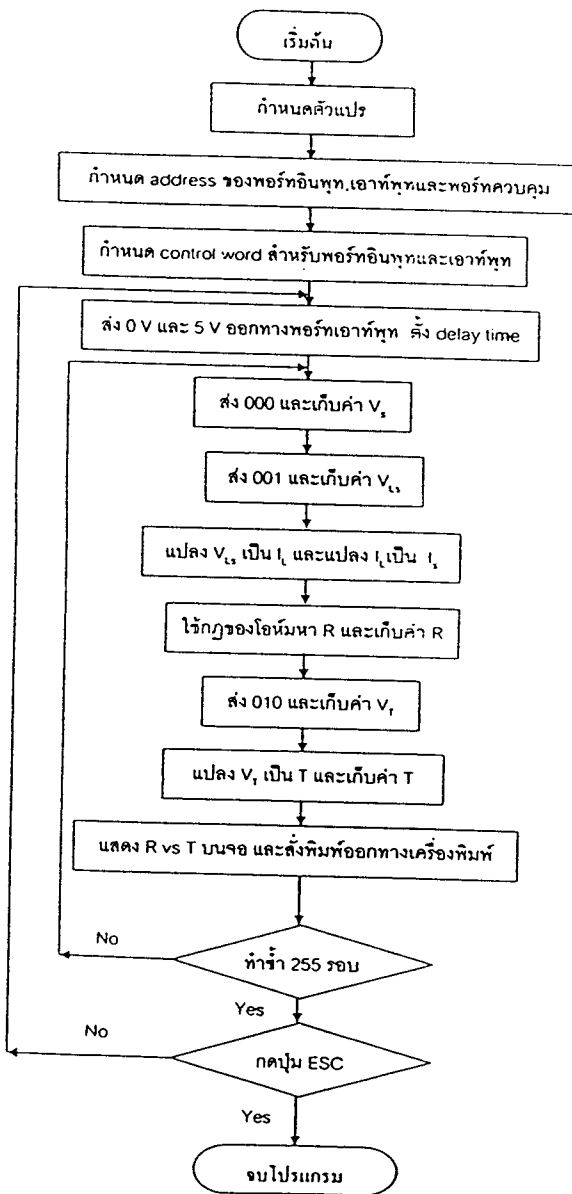 เริ่มต้น
กำหนดตัวแปร
กำหนด address ของพอร์ทอินพุท,เอาท์พุทและพอร์ทควบคุม
กำหนด control word สำหรับพอร์ทอินพุทและเอาท์พุท
ส่ง 0 V และ 5 V ออกทางพอร์ทเอาท์พุท ตั้ง delay time
ส่ง 000 และเก็บค่า Vₛ
ส่ง 001 และเก็บค่า V_Ls
แปลง V_Ls เป็น I_L และแปลง I_L เป็น Iₛ
ใช้กฎของโอห์มหา R และเก็บค่า R
ส่ง 010 และเก็บค่า V_T
แปลง V_T เป็น T และเก็บค่า T
แสดง R vs T บนจอ และสั่งพิมพ์ออกทางเครื่องพิมพ์
No
ทำซ้ำ 255 รอบ
Yes
No
กดปุ่ม ESC
Yes
จบโปรแกรม